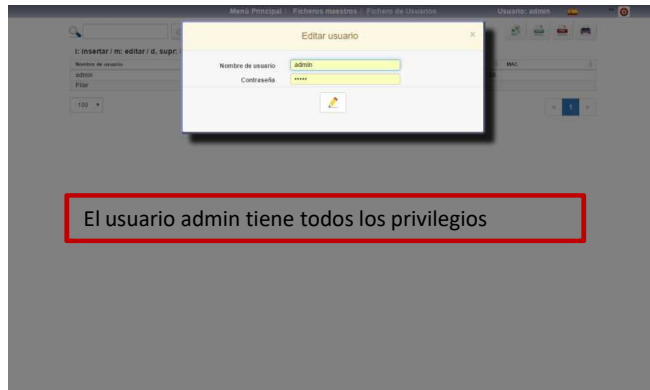 Menú Principal / Ficheros maestros / Fichero de Usuarios
Usuario: admin
Editar usuario
×
i: insertar / m: editar / d, supr:
Nombre de usuario
MAC
admin
Pilar
Nombre de usuario
admin
Contraseña
•••••
100
« 1 »
El usuario admin tiene todos los privilegios